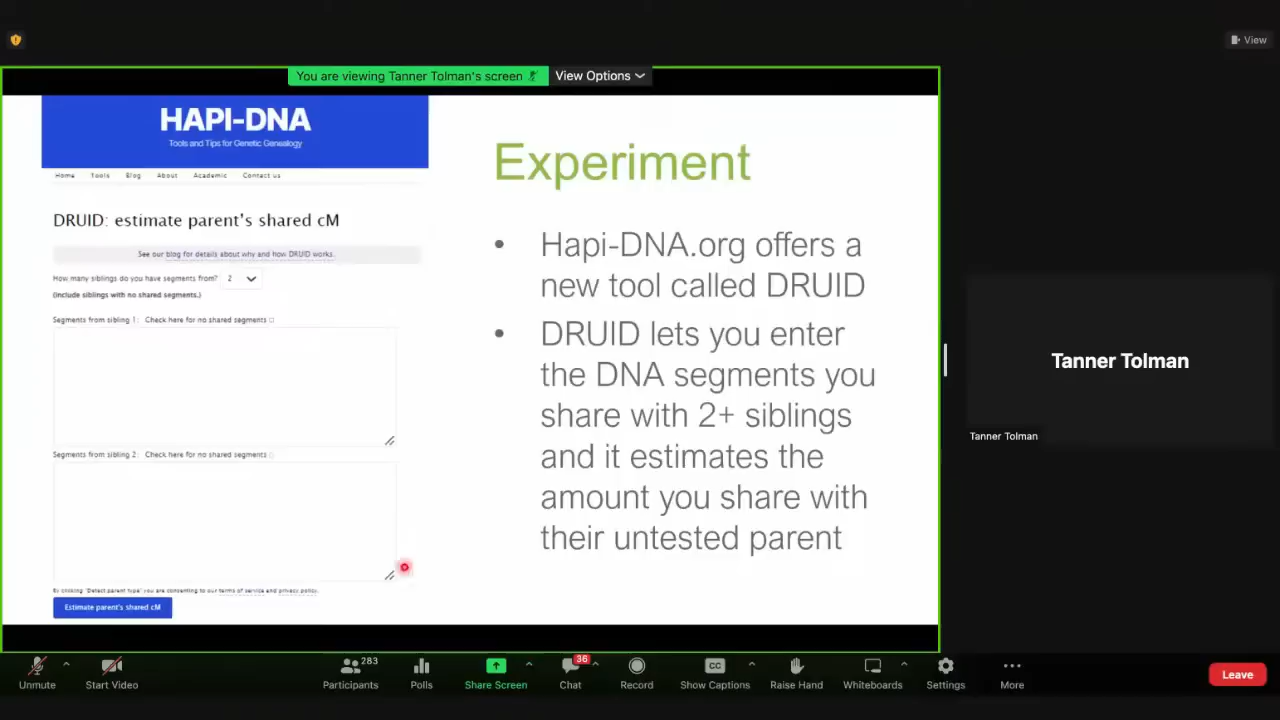 View
You are viewing Tanner Tolman's screen
View Options
HAPI-DNA
Tools and Tips for Genetic Genealogy
Home Tools Blog About Academic Contact us
DRUID: estimate parent's shared cM
See our blog for details about why and how DRUID works.
How many siblings do you have segments from? 2
(Include siblings with no shared segments.)
Segments from sibling 1: Check here for no shared segments
Segments from sibling 2: Check here for no shared segments
By clicking "Detect parent type" you are consenting to our terms of service and privacy policy.
Estimate parent's shared cM
Experiment
• Hapi-DNA.org offers a
new tool called DRUID
• DRUID lets you enter
the DNA segments you
share with 2+ siblings
and it estimates the
amount you share with
their untested parent
Tanner Tolman
Tanner Tolman
Unmute
Start Video
Participants 283
Polls
Share Screen
Chat 36
Record
CC
Show Captions
Raise Hand
Whiteboards
Settings
More
Leave